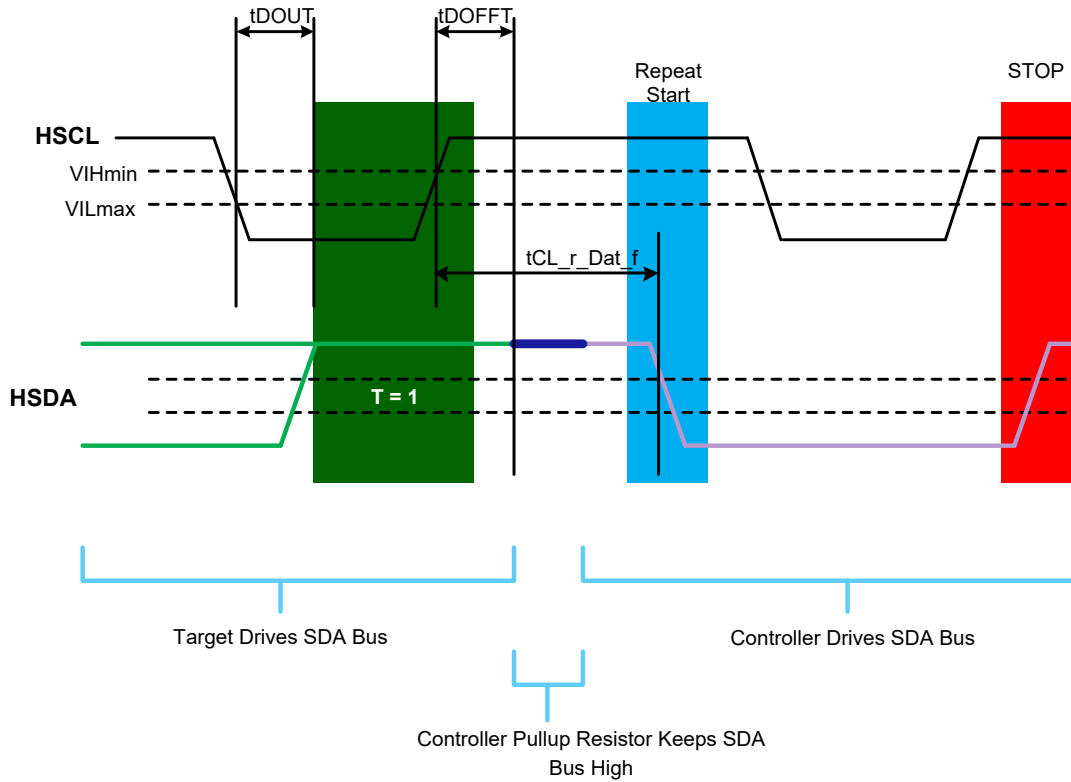 tDOUT
tDOFFT
Repeat
Start
STOP
HSCL
VIHmin
VILmax
tCL_r_Dat_f
HSDA
T = 1
Target Drives SDA Bus
Controller Drives SDA Bus
Controller Pullup Resistor Keeps SDA
Bus High